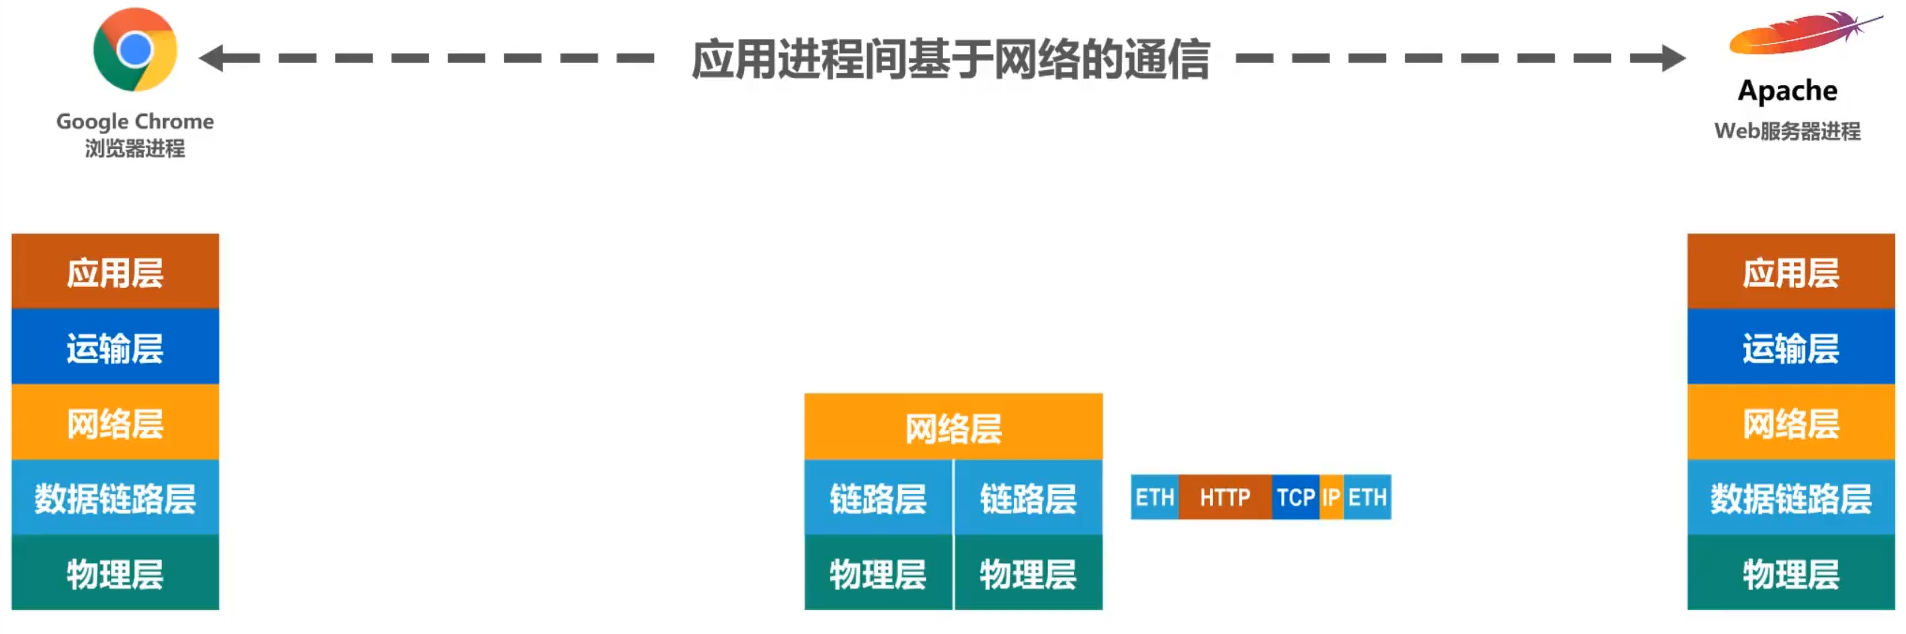 应用进程间基于网络的通信
Google Chrome
浏览器进程
Apache
Web服务器进程
应用层
运输层
网络层
数据链路层
物理层
网络层
链路层 链路层
物理层 物理层
ETH HTTP TCP IP ETH
应用层
运输层
网络层
数据链路层
物理层